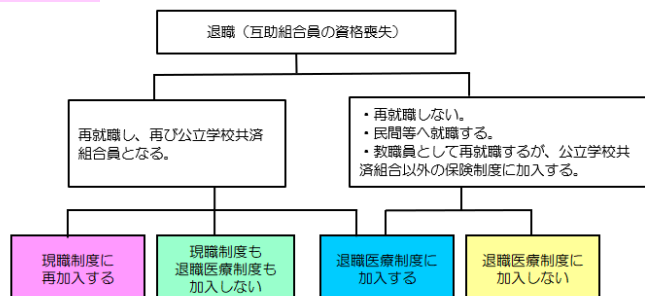 退職（互助組合員の資格喪失）
再就職し、再び公立学校共済
組合員となる。
・再就職しない。
・民間等へ就職する。
・教職員として再就職するが、公立学校共
済組合以外の保険制度に加入する。
現職制度に
再加入する
現職制度も
退職医療制度も
加入しない
退職医療制度に
加入する
退職医療制度に
加入しない